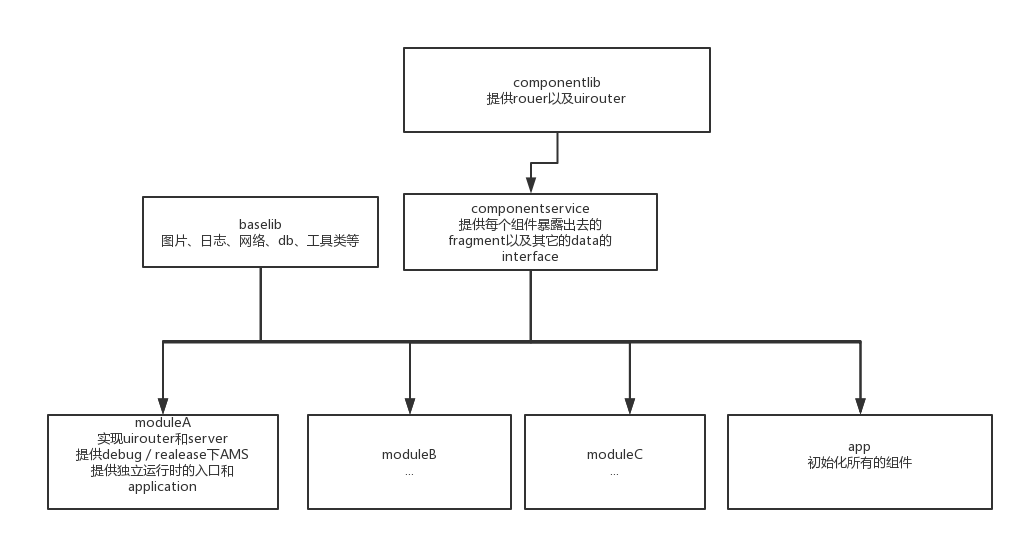 componentlib
提供rouer以及uirouter
baselib
图片、日志、网络、db、工具类等
componentservice
提供每个组件暴露出去的
fragment以及其它的data的
interface
moduleA
实现uirouter和server
提供debug / realease下AMS
提供独立运行时的入口和
application
moduleB
...
moduleC
...
app
初始化所有的组件